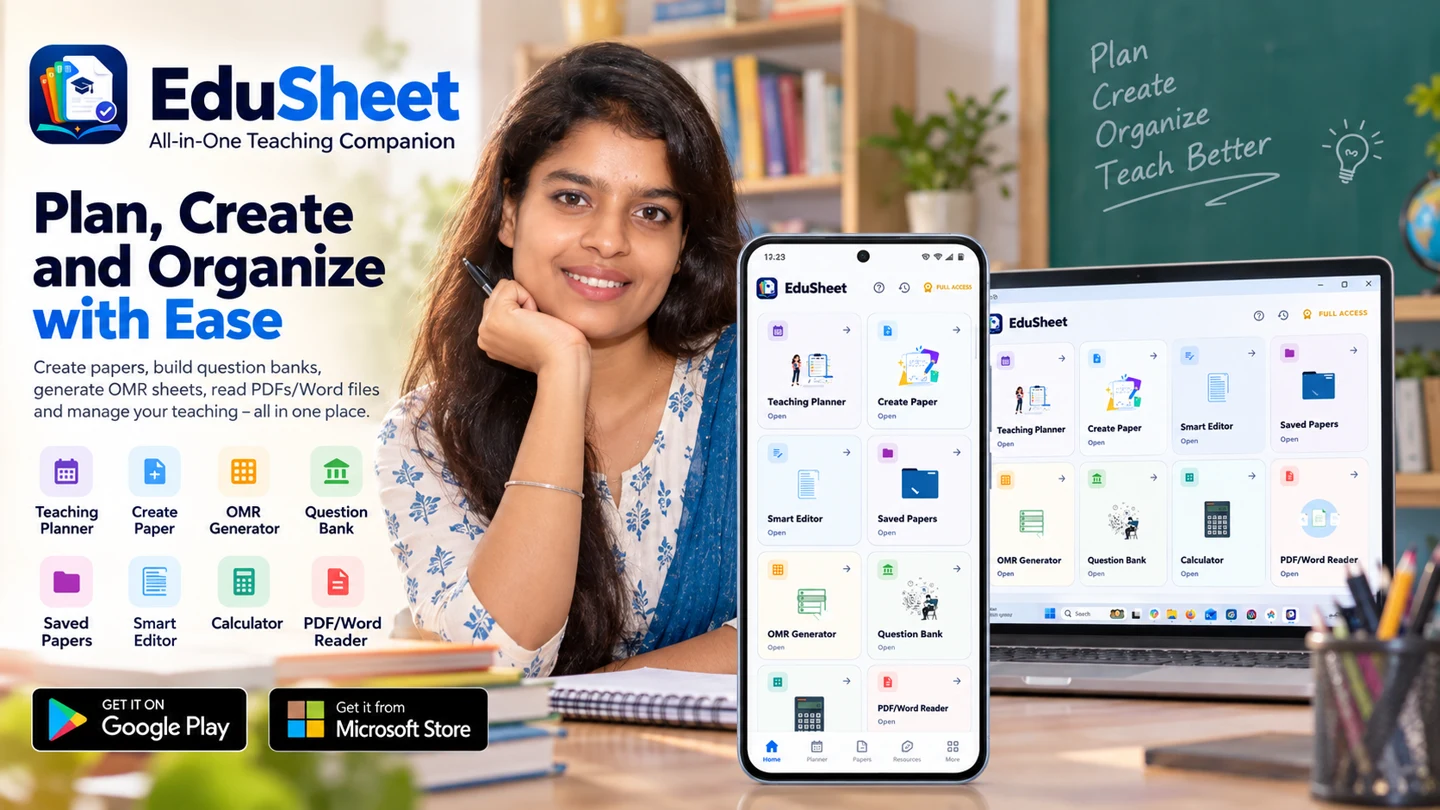 EduSheet
All-in-One Teaching Companion
Plan, Create
and Organize
with Ease
Create papers, build question banks,
generate OMR sheets, read PDFs/Word files
and manage your teaching – all in one place.
Teaching
Planner
Create
Paper
OMR
Generator
Question
Bank
Saved
Papers
Smart
Editor
Calculator
PDF/Word
Reader
GET IT ON
Google Play
Get it from
Microsoft Store
Plan
Create
Organize
Teach Better
EduSheet
FULL ACCESS
Teaching Planner
Open
Create Paper
Open
Smart Editor
Open
Saved Papers
Open
OMR Generator
Open
Question Bank
Open
PDF/Word Reader
Open
Home
Planner
Papers
Resources
More
EduSheet
FULL ACCESS
Teaching Planner
Open
Create Paper
Open
Smart Editor
Open
Saved Papers
Open
OMR Generator
Open
Question Bank
Open
Calculator
Open
PDF/Word Reader
Open